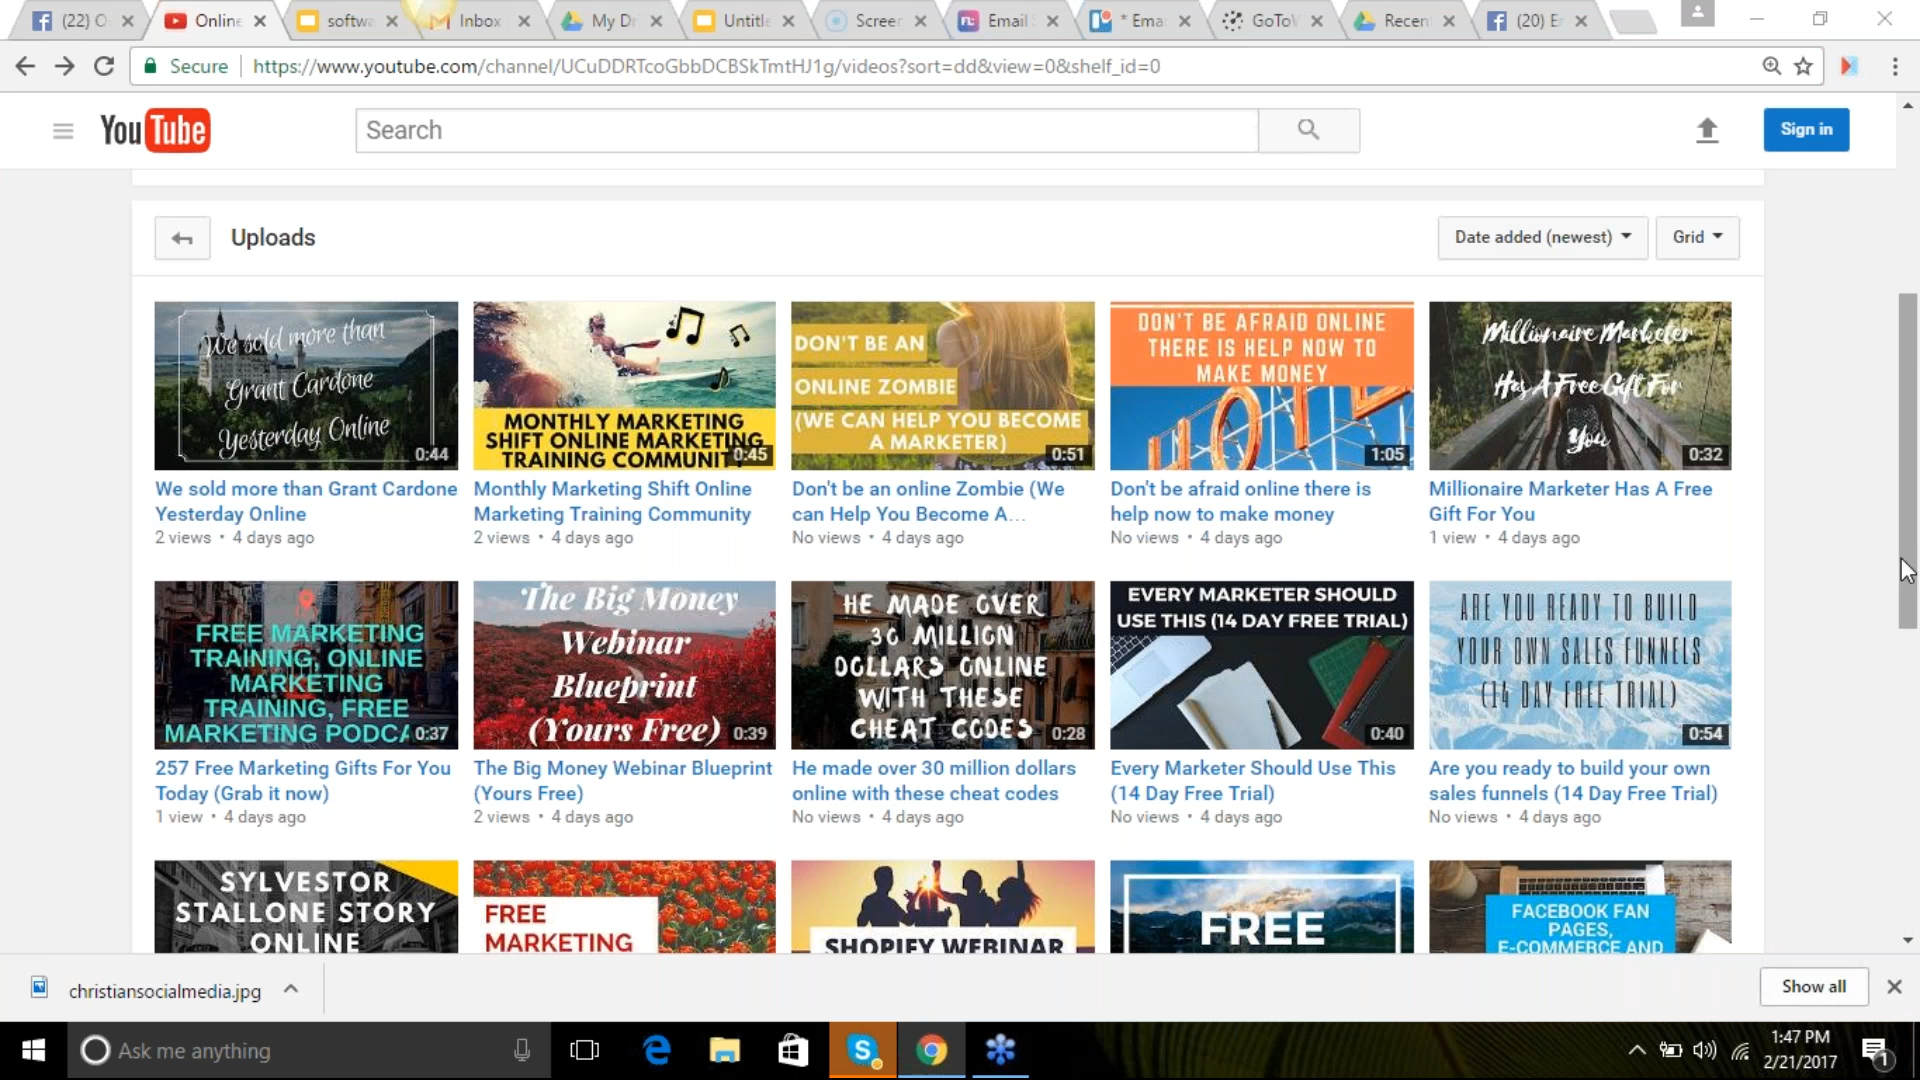 (22) O
Online
softwa
Inbox
My Dr
Untitle
Screer
Email
* Emai
GoToW
Recen
(20) Er
Secure
https://www.youtube.com/channel/UCuDDRTcoGbbDCBSkTmtHJ1g/videos?sort=dd&view=0&shelf_id=0
YouTube
Search
Sign in
Uploads
Date added (newest)
Grid
We sold more than
Grant Cardone
Yesterday Online
0:44
MONTHLY MARKETING
SHIFT ONLINE MARKETING
TRAINING COMMUNIT
0:45
DON'T BE AN
ONLINE ZOMBIE
(WE CAN HELP YOU BECOME
A MARKETER)
0:51
DON'T BE AFRAID ONLINE
THERE IS HELP NOW TO
MAKE MONEY
1:05
Millionaire Marketer
Has A Free Gift For
You
0:32
We sold more than Grant Cardone
Yesterday Online
2 views • 4 days ago
Monthly Marketing Shift Online
Marketing Training Community
2 views • 4 days ago
Don't be an online Zombie (We
can Help You Become A...
No views • 4 days ago
Don't be afraid online there is
help now to make money
No views • 4 days ago
Millionaire Marketer Has A Free
Gift For You
1 view • 4 days ago
FREE MARKETING
TRAINING, ONLINE
MARKETING
TRAINING, FREE
MARKETING PODCA
0:37
The Big Money
Webinar
Blueprint
(Yours Free)
0:39
HE MADE OVER
30 MILLION
DOLLARS ONLINE
WITH THESE
CHEAT CODES
0:28
EVERY MARKETER SHOULD
USE THIS (14 DAY FREE TRIAL)
0:40
ARE YOU READY TO BUILD
YOUR OWN SALES FUNNELS
(14 DAY FREE TRIAL)
0:54
257 Free Marketing Gifts For You
Today (Grab it now)
1 view • 4 days ago
The Big Money Webinar Blueprint
(Yours Free)
2 views • 4 days ago
He made over 30 million dollars
online with these cheat codes
No views • 4 days ago
Every Marketer Should Use This
(14 Day Free Trial)
No views • 4 days ago
Are you ready to build your own
sales funnels (14 Day Free Trial)
No views • 4 days ago
SYLVESTOR
STALLONE STORY
ONLINE
FREE
MARKETING
SHOPIFY WEBINAR
FREE
FACEBOOK FAN
PAGES,
E-COMMERCE AND
christiansocialmedia.jpg
Show all
Ask me anything
1:47 PM
2/21/2017
1